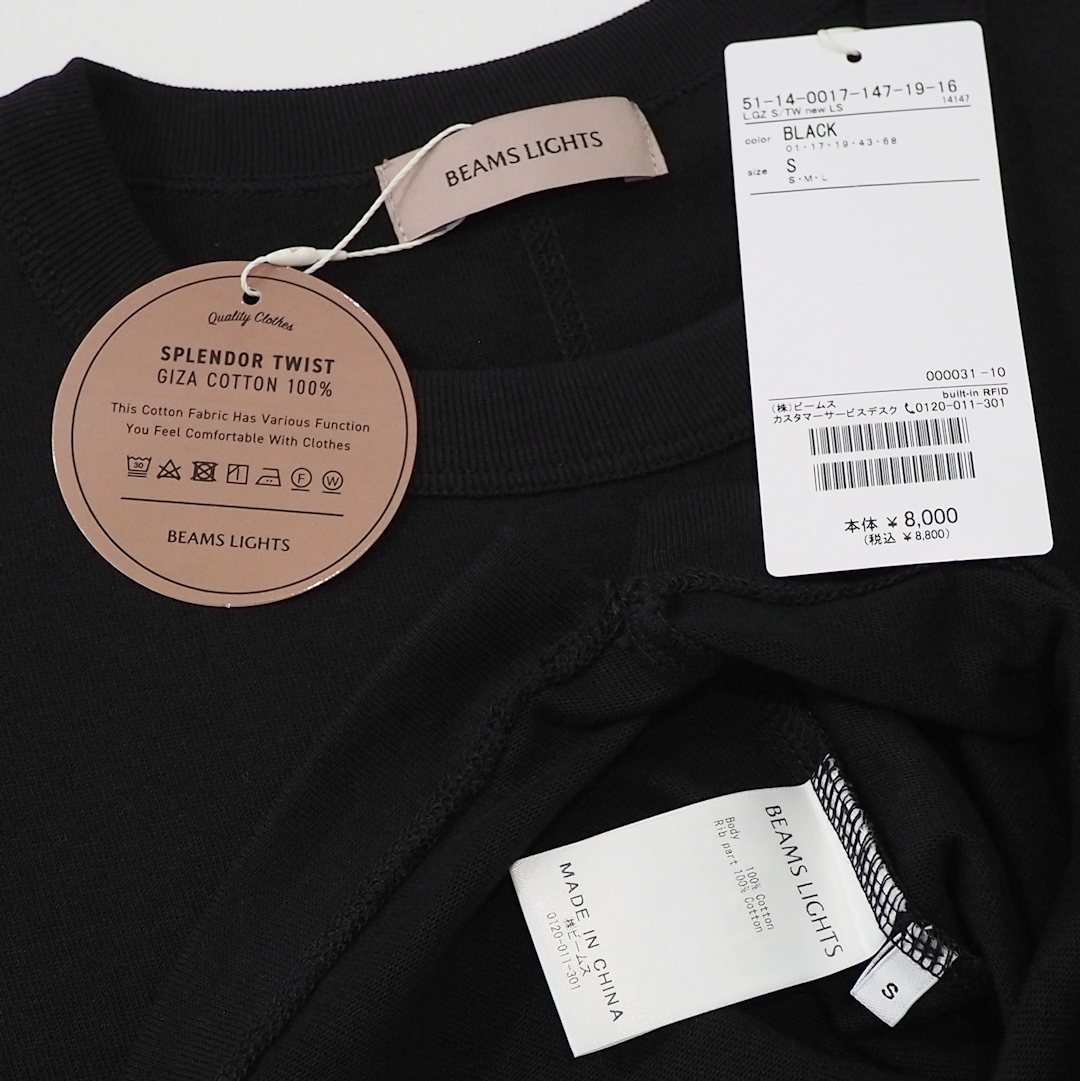 BEAMS LIGHTS
Quality Clothes
SPLENDOR TWIST
GIZA COTTON 100%
This Cotton Fabric Has Various Function
You Feel Comfortable With Clothes
30
F
W
BEAMS LIGHTS
51-14-0017-147-19-16
L.GZ S/TW new LS 14147
color BLACK
01・17・19・43・68
size S
S・M・L
000031 -10
built-in RFID
(株)ビームス
カスタマーサービスデスク 0120-011-301
本体 ¥8,000
(税込 ¥8,800)
BEAMS LIGHTS
Body 100% Cotton
Rib part 100% Cotton
MADE IN CHINA
(株)ビームス
0120-011-301
S